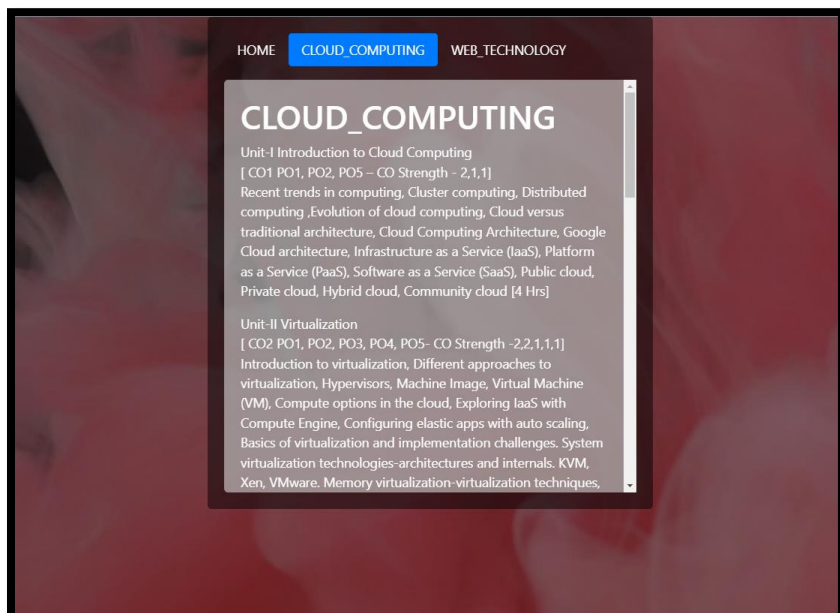 HOME CLOUD_COMPUTING WEB_TECHNOLOGY
CLOUD_COMPUTING
Unit-I Introduction to Cloud Computing
[ CO1 PO1, PO2, PO5 – CO Strength - 2,1,1]
Recent trends in computing, Cluster computing, Distributed
computing ,Evolution of cloud computing, Cloud versus
traditional architecture, Cloud Computing Architecture, Google
Cloud architecture, Infrastructure as a Service (IaaS), Platform
as a Service (PaaS), Software as a Service (SaaS), Public cloud,
Private cloud, Hybrid cloud, Community cloud [4 Hrs]
Unit-II Virtualization
[ CO2 PO1, PO2, PO3, PO4, PO5- CO Strength -2,2,1,1,1]
Introduction to virtualization, Different approaches to
virtualization, Hypervisors, Machine Image, Virtual Machine
(VM), Compute options in the cloud, Exploring IaaS with
Compute Engine, Configuring elastic apps with auto scaling,
Basics of virtualization and implementation challenges. System
virtualization technologies-architectures and internals. KVM,
Xen, VMware. Memory virtualization-virtualization techniques,